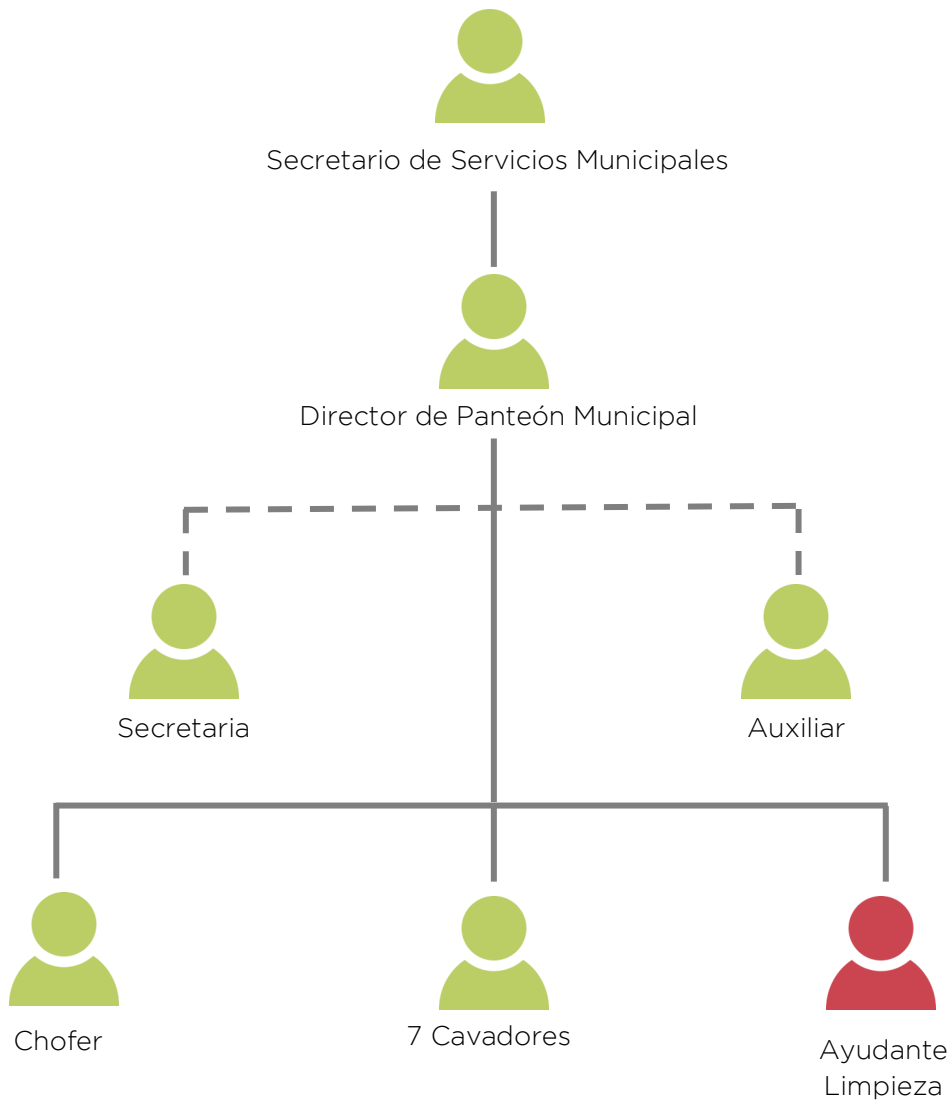 Secretario de Servicios Municipales
Director de Panteón Municipal
Secretaria
Auxiliar
Chofer
7 Cavadores
Ayudante
Limpieza